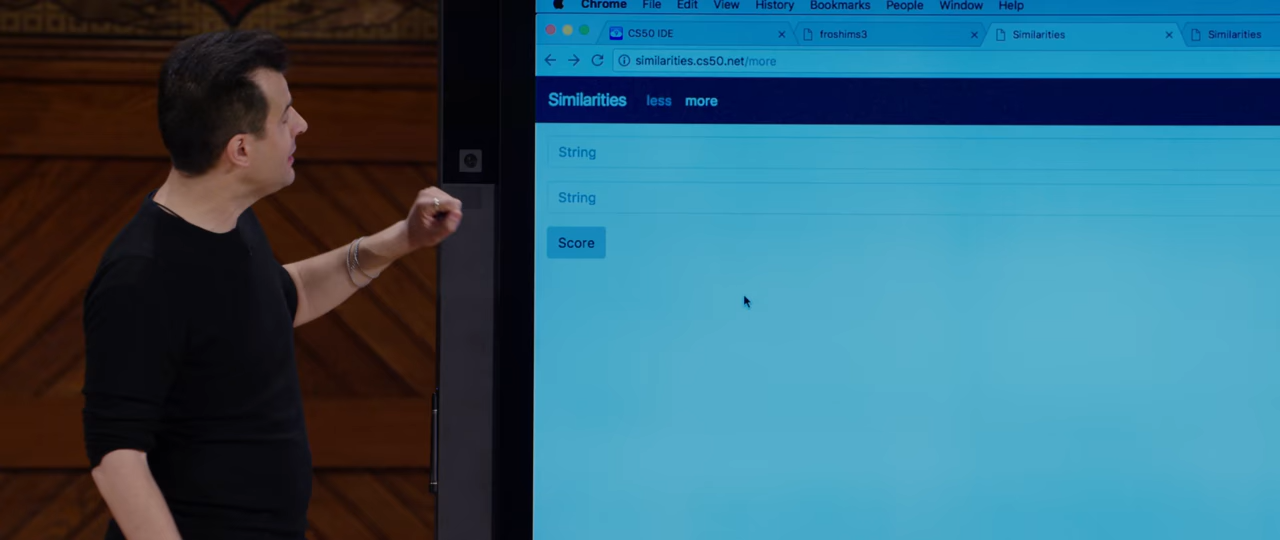 Chrome File Edit View History Bookmarks People Window Help
CS50 IDE froshims3 Similarities Similarities
similarities.cs50.net/more
Similarities less more
String
String
Score